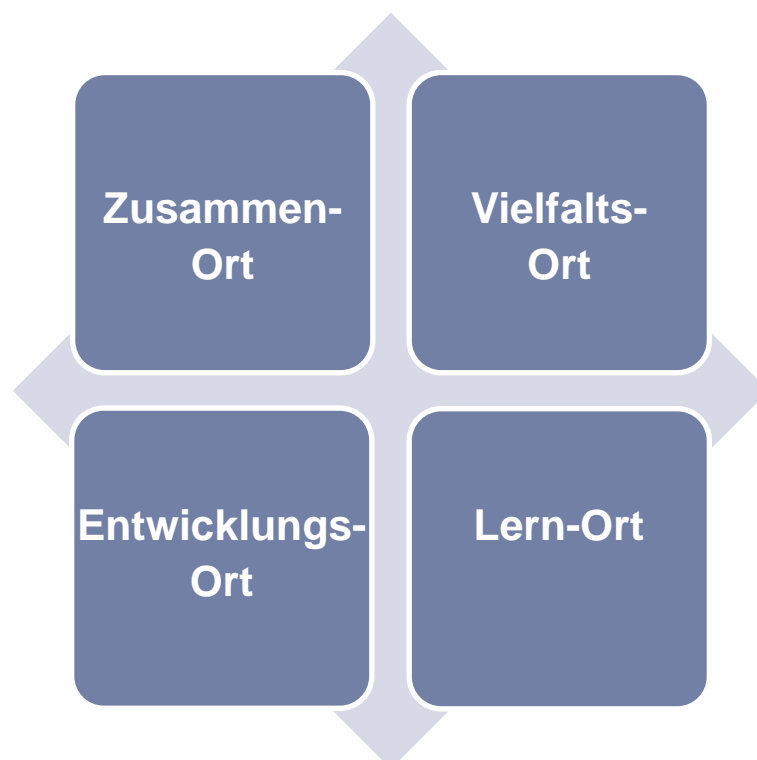 Zusammen-
Ort
Vielfalts-
Ort
Entwicklungs-
Ort
Lern-Ort